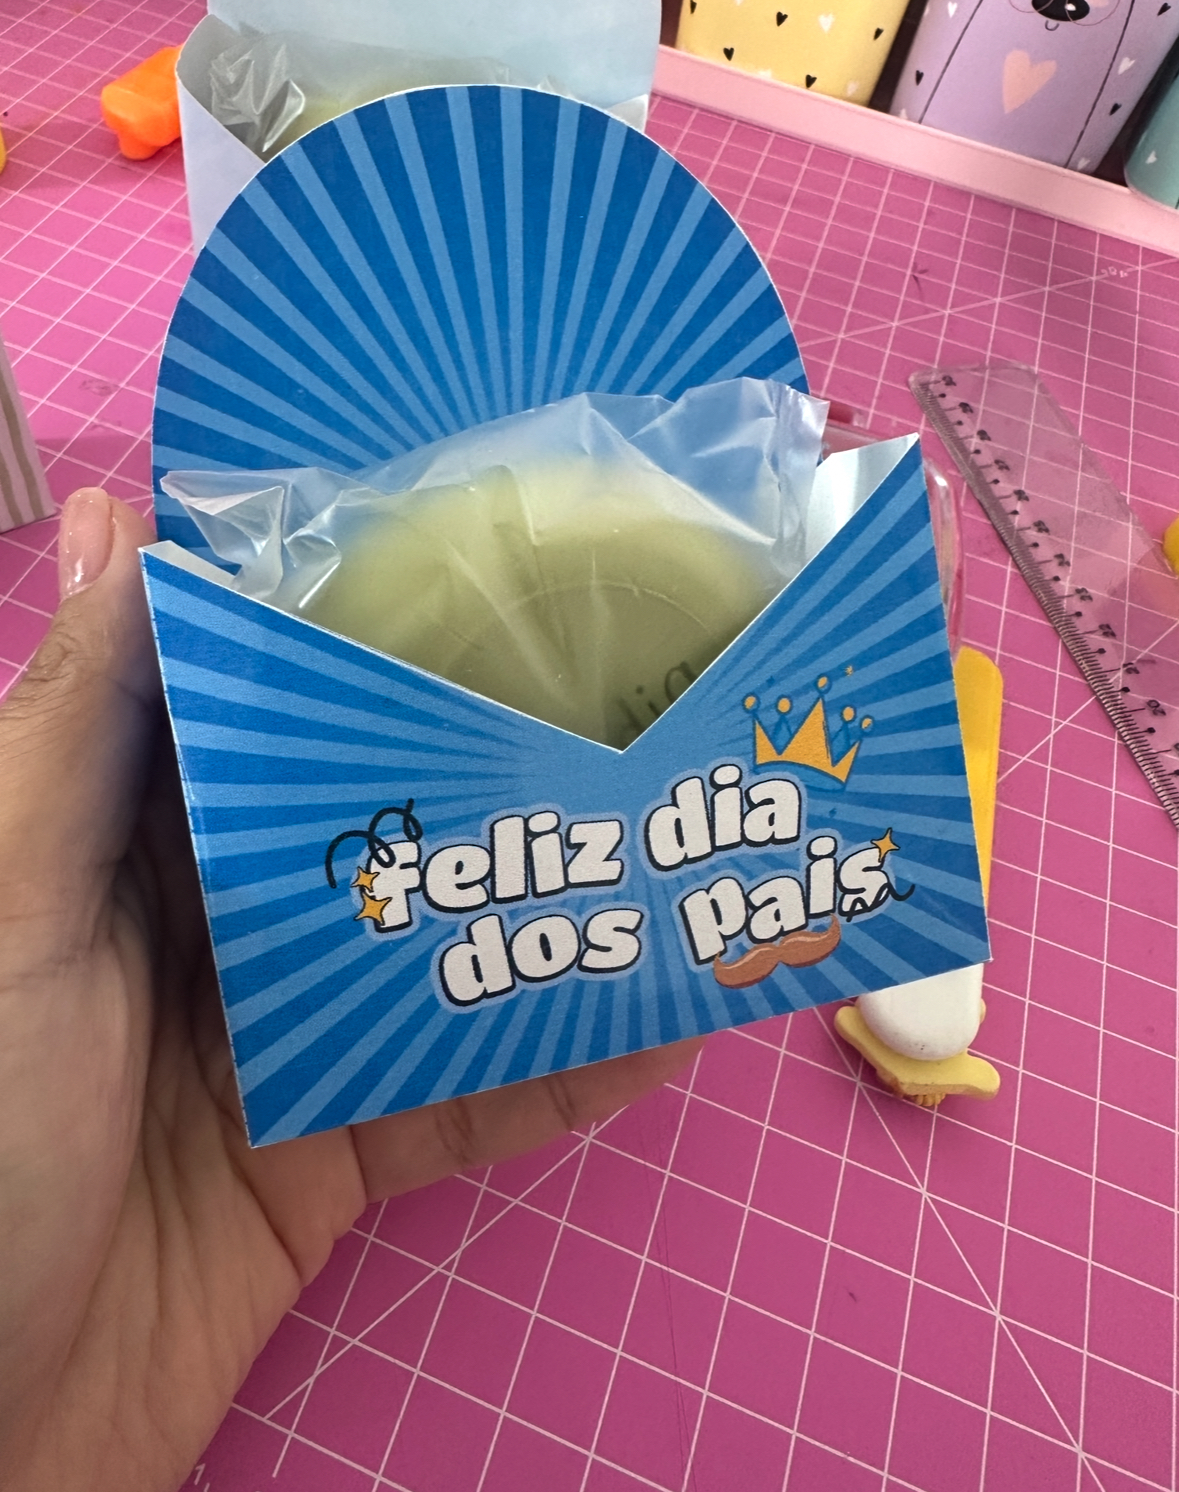 feliz dia
dos pais